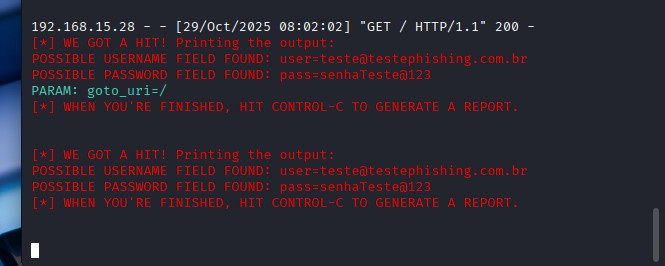 192.168.15.28 - - [29/Oct/2025 08:02:02] "GET / HTTP/1.1" 200 -
[*] WE GOT A HIT! Printing the output:
POSSIBLE USERNAME FIELD FOUND: user=teste@testephishing.com.br
POSSIBLE PASSWORD FIELD FOUND: pass=senhaTeste@123
PARAM: goto_uri=/
[*] WHEN YOU'RE FINISHED, HIT CONTROL-C TO GENERATE A REPORT.
[*] WE GOT A HIT! Printing the output:
POSSIBLE USERNAME FIELD FOUND: user=teste@testephishing.com.br
POSSIBLE PASSWORD FIELD FOUND: pass=senhaTeste@123
[*] WHEN YOU'RE FINISHED, HIT CONTROL-C TO GENERATE A REPORT.